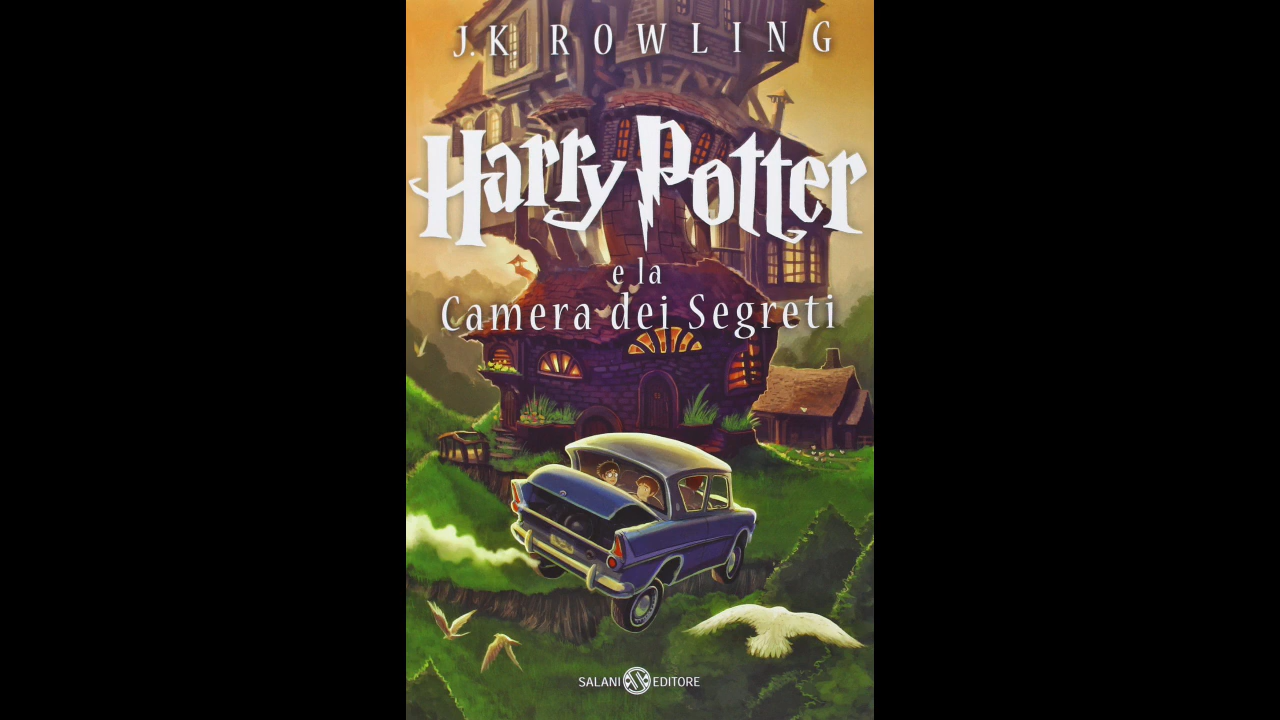 J.K. ROWLING
Harry Potter
e la
Camera dei Segreti
SALANI EDITORE